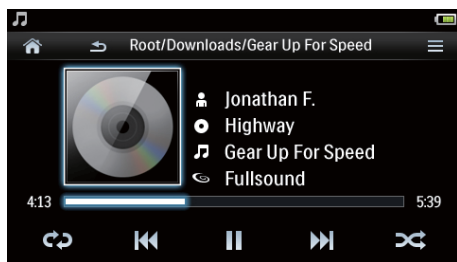 Root/Downloads/Gear Up For Speed
Jonathan F.
Highway
Gear Up For Speed
Fullsound
4:13 5:39